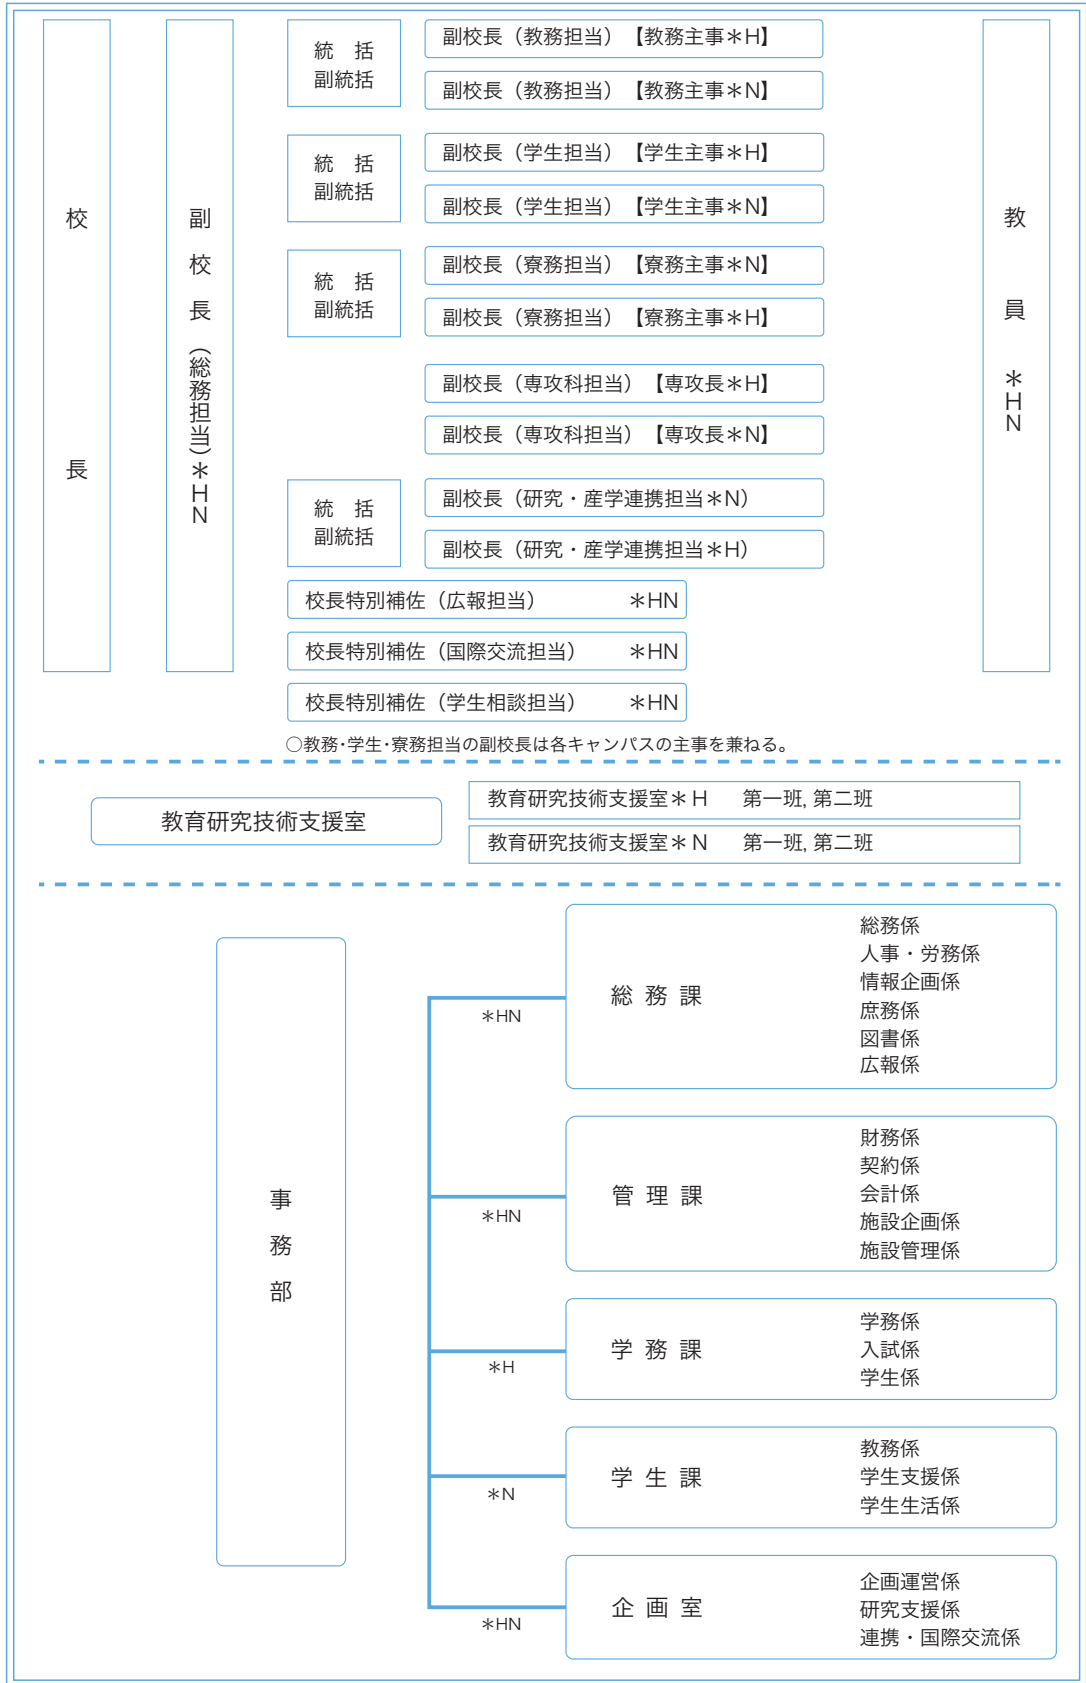 校長
副校長（総務担当）＊HN
統　括
副統括
副校長（教務担当）【教務主事＊H】
副校長（教務担当）【教務主事＊N】
統　括
副統括
副校長（学生担当）【学生主事＊H】
副校長（学生担当）【学生主事＊N】
統　括
副統括
副校長（寮務担当）【寮務主事＊N】
副校長（寮務担当）【寮務主事＊H】
副校長（専攻科担当）【専攻長＊H】
副校長（専攻科担当）【専攻長＊N】
統　括
副統括
副校長（研究・産学連携担当＊N）
副校長（研究・産学連携担当＊H）
校長特別補佐（広報担当）　＊HN
校長特別補佐（国際交流担当）　＊HN
校長特別補佐（学生相談担当）　＊HN
教員　＊HN
○教務･学生･寮務担当の副校長は各キャンパスの主事を兼ねる。
教育研究技術支援室
教育研究技術支援室＊H　第一班, 第二班
教育研究技術支援室＊N　第一班, 第二班
事務部
＊HN
総務課
総務係
人事・労務係
情報企画係
庶務係
図書係
広報係
＊HN
管理課
財務係
契約係
会計係
施設企画係
施設管理係
＊H
学務課
学務係
入試係
学生係
＊N
学生課
教務係
学生支援係
学生生活係
＊HN
企画室
企画運営係
研究支援係
連携・国際交流係